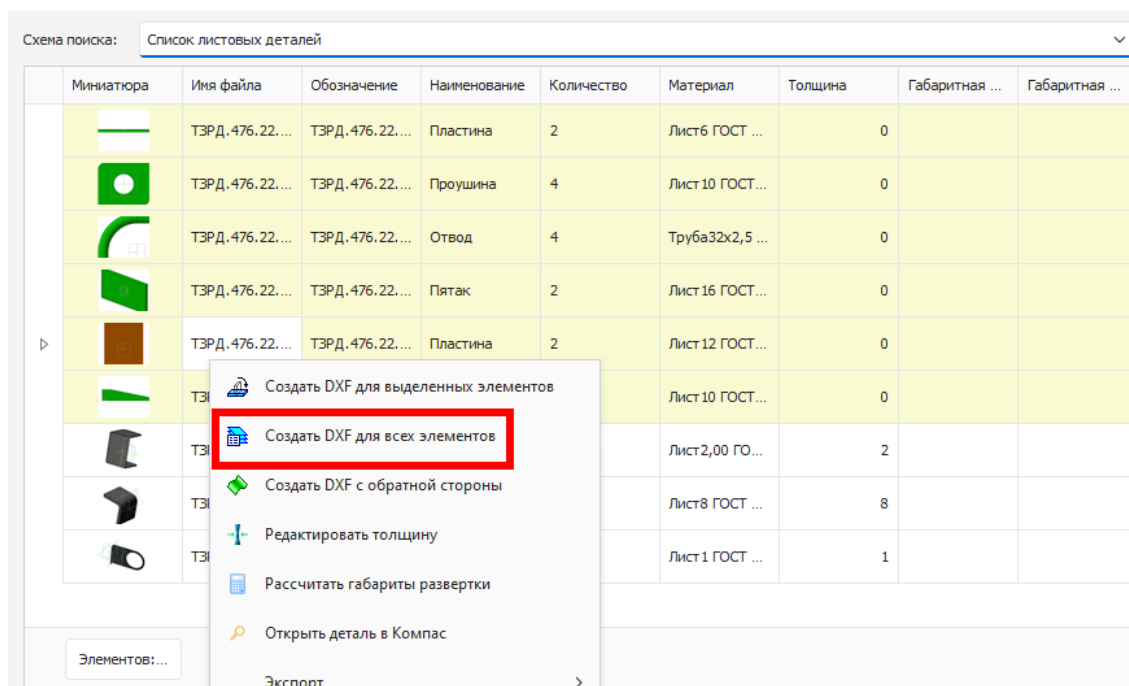 Схема поиска: Список листовых деталей
Миниатюра Имя файла Обозначение Наименование Количество Материал Толщина Габаритная ... Габаритная ...
ТЗРД.476.22.... ТЗРД.476.22.... Пластина 2 Лист6 ГОСТ ... 0
ТЗРД.476.22.... ТЗРД.476.22.... Проушина 4 Лист10 ГОСТ... 0
ТЗРД.476.22.... ТЗРД.476.22.... Отвод 4 Труба32х2,5 ... 0
ТЗРД.476.22.... ТЗРД.476.22.... Пятак 2 Лист16 ГОСТ... 0
ТЗРД.476.22.... ТЗРД.476.22.... Пластина 2 Лист12 ГОСТ... 0
Создать DXF для выделенных элементов
Лист10 ГОСТ... 0
Создать DXF для всех элементов
Лист2,00 ГО... 2
Создать DXF с обратной стороны
Лист8 ГОСТ ... 8
Редактировать толщину
Лист1 ГОСТ ... 1
Рассчитать габариты развертки
Открыть деталь в Компас
Элементов:...
Экспорт